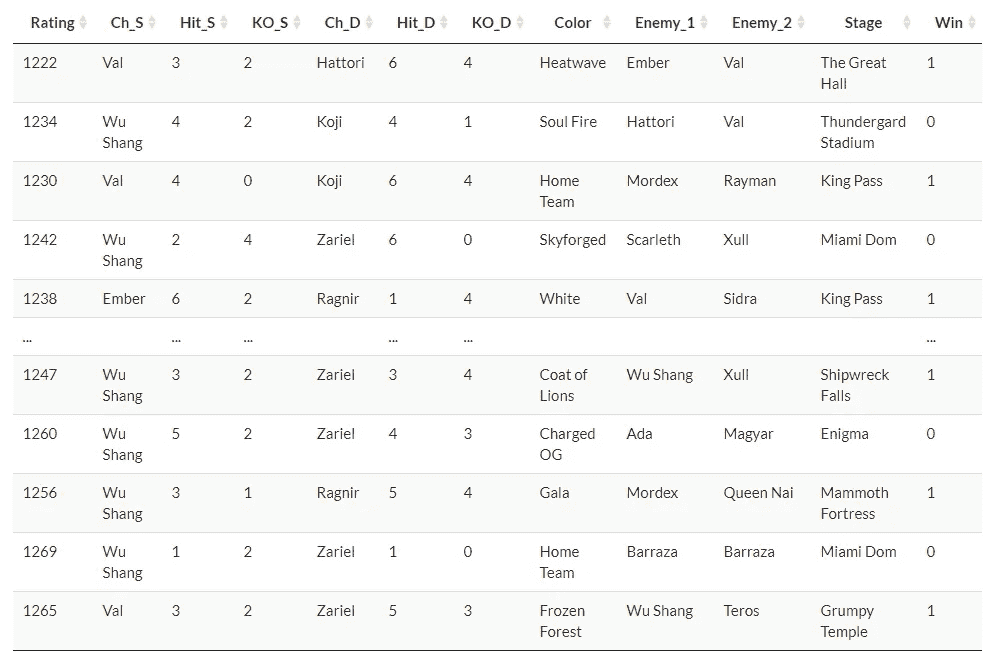 Rating Ch_S Hit_S KO_S Ch_D Hit_D KO_D Color Enemy_1 Enemy_2 Stage Win
1222 Val 3 2 Hattori 6 4 Heatwave Ember Val The Great 1
Hall
1234 Wu 4 2 Koji 4 1 Soul Fire Hattori Val Thundergard 0
Shang Stadium
1230 Val 4 0 Koji 6 4 Home Mordex Rayman King Pass 1
Team
1242 Wu 2 4 Zariel 6 0 Skyforged Scarleth Xull Miami Dom 0
Shang
1238 Ember 6 2 Ragnir 1 4 White Val Sidra King Pass 1
... ... ... ... ... ...
1247 Wu 3 2 Zariel 3 4 Coat of Wu Shang Xull Shipwreck 1
Shang Lions Falls
1260 Wu 5 2 Zariel 4 3 Charged Ada Magyar Enigma 0
Shang OG
1256 Wu 3 1 Ragnir 5 4 Gala Mordex Queen Nai Mammoth 1
Shang Fortress
1269 Wu 1 2 Zariel 1 0 Home Barraza Barraza Miami Dom 0
Shang Team
1265 Val 3 2 Zariel 5 3 Frozen Wu Shang Teros Grumpy 1
Forest Temple